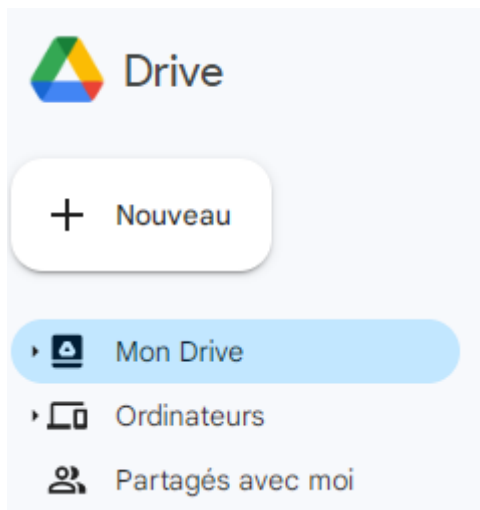 Drive
Nouveau
Mon Drive
Ordinateurs
Partagés avec moi